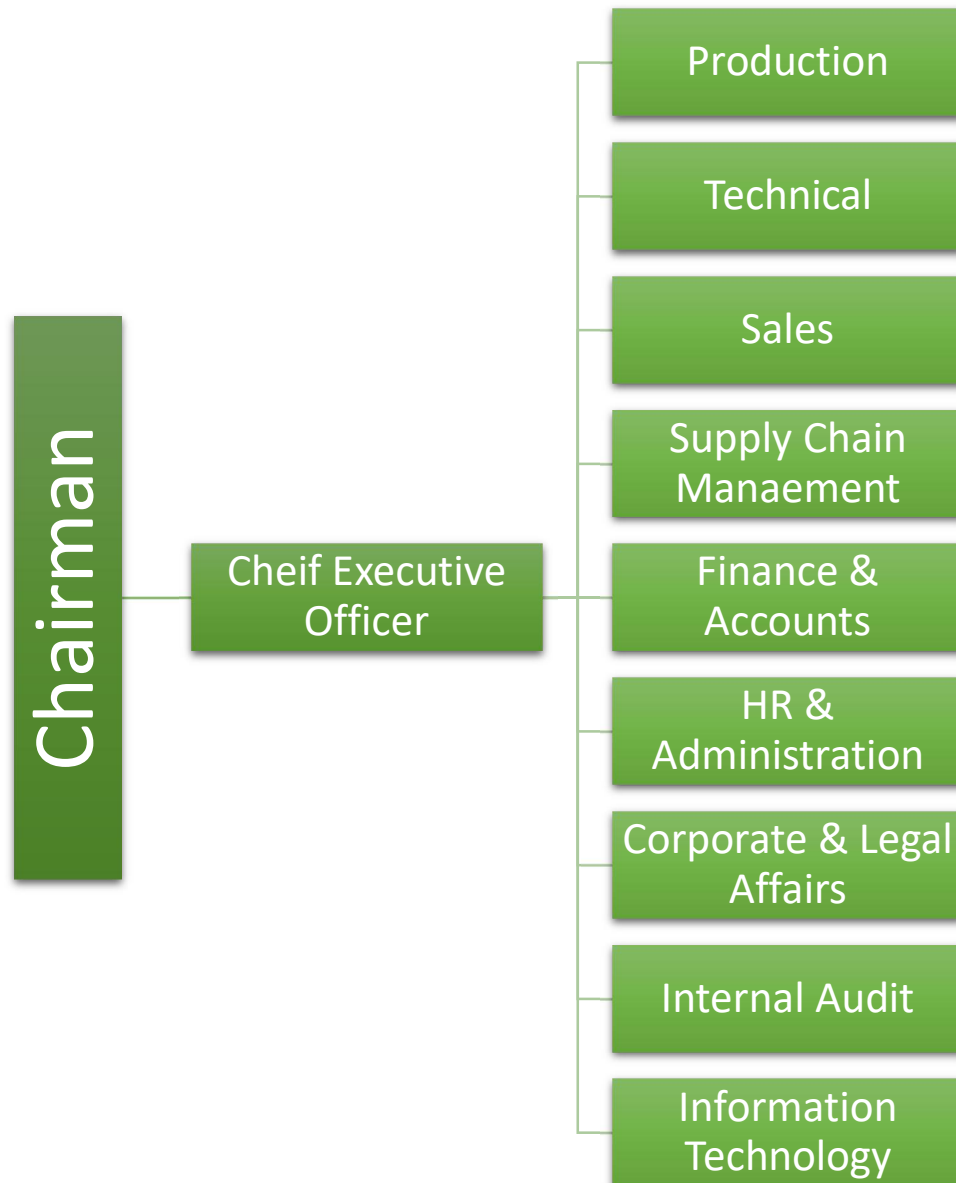 Chairman
Cheif Executive
Officer
Production
Technical
Sales
Supply Chain
Manaement
Finance &
Accounts
HR &
Administration
Corporate & Legal
Affairs
Internal Audit
Information
Technology